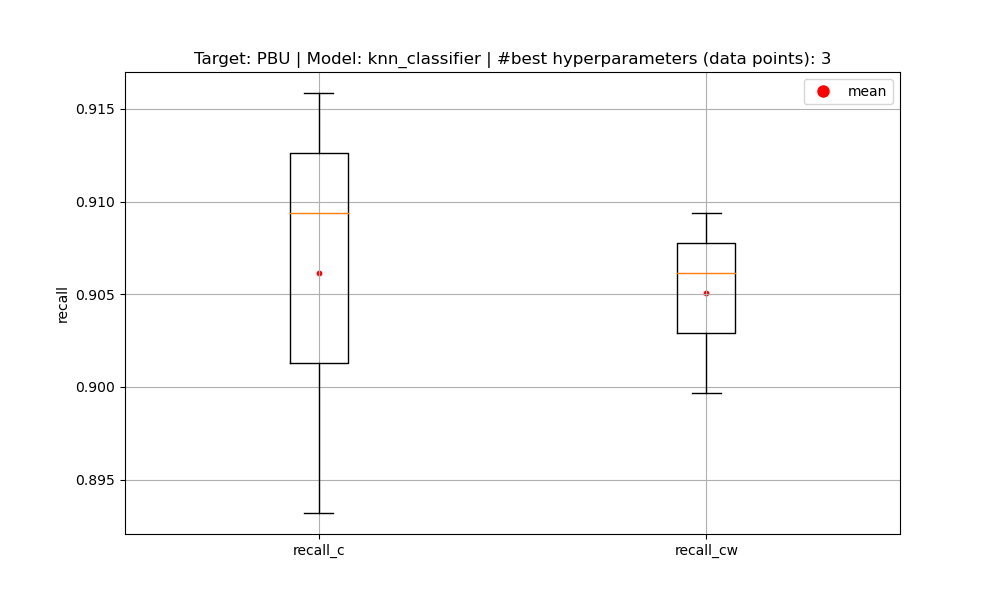 Target: PBU | Model: knn_classifier | #best hyperparameters (data points): 3
mean
0.915
0.910
0.905
0.900
0.895
recall
recall_c
recall_cw